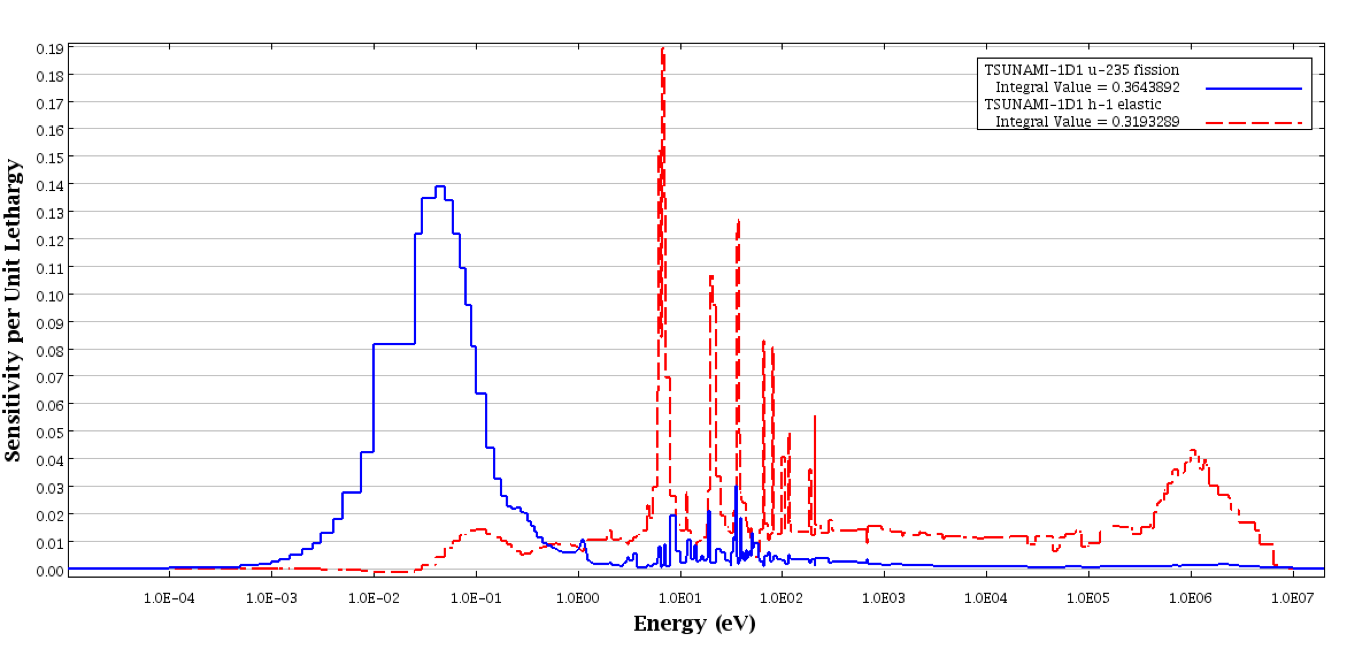 TSUNAMI-1D1 u-235 fission
Integral Value = 0.3643892
TSUNAMI-1D1 h-1 elastic
Integral Value = 0.3193289
Sensitivity per Unit Lethargy
0.19
0.18
0.17
0.16
0.15
0.14
0.13
0.12
0.11
0.10
0.09
0.08
0.07
0.06
0.05
0.04
0.03
0.02
0.01
0.00
1.0E-04 1.0E-03 1.0E-02 1.0E-01 1.0E00 1.0E01 1.0E02 1.0E03 1.0E04 1.0E05 1.0E06 1.0E07
Energy (eV)